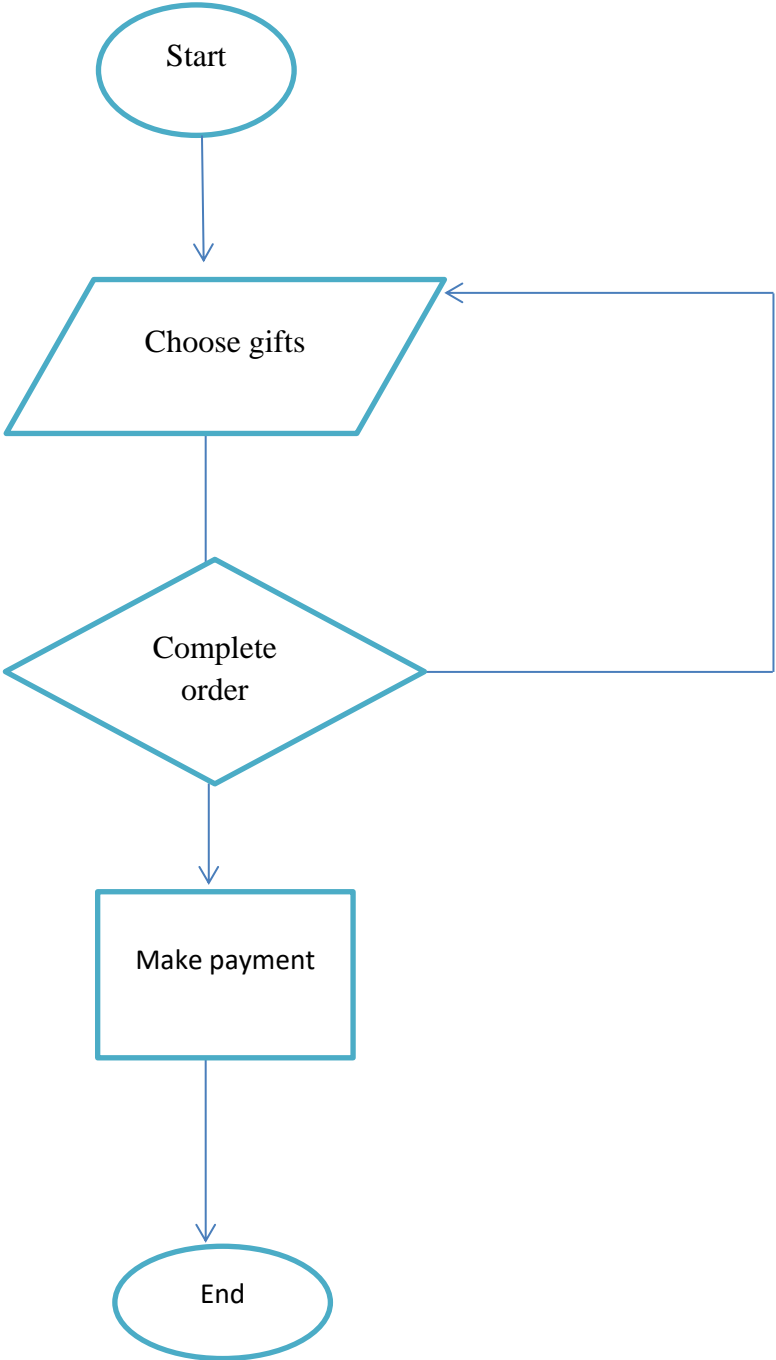 Start
Choose gifts
Complete
order
Make payment
End